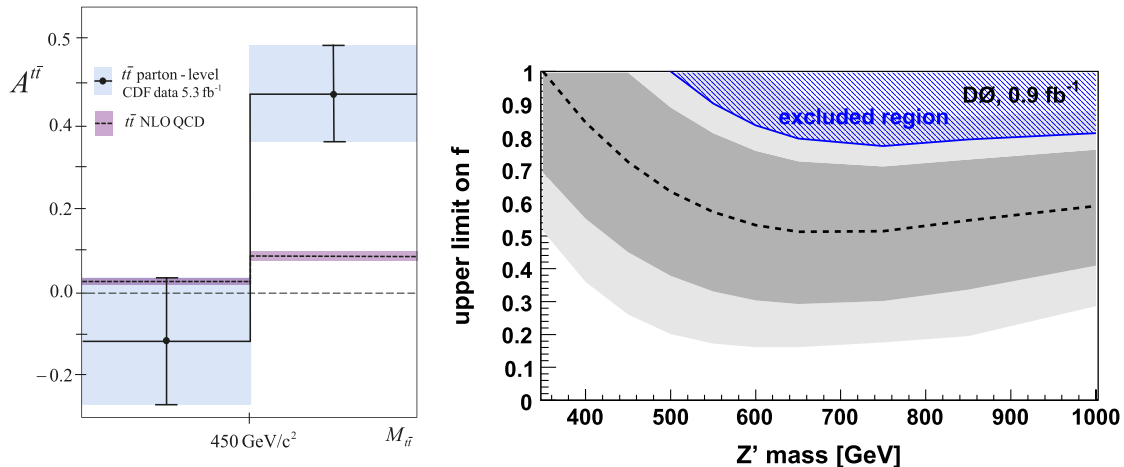 0.5
A^{tt̄}
0.4
0.2
0.0
−0.2
tt̄ parton - level
CDF data 5.3 fb⁻¹
tt̄ NLO QCD
450 GeV/c²
M_{tt̄}
upper limit on f
1
0.9
0.8
0.7
0.6
0.5
0.4
0.3
0.2
0.1
0
DØ, 0.9 fb⁻¹
excluded region
400 500 600 700 800 900 1000
Z' mass [GeV]